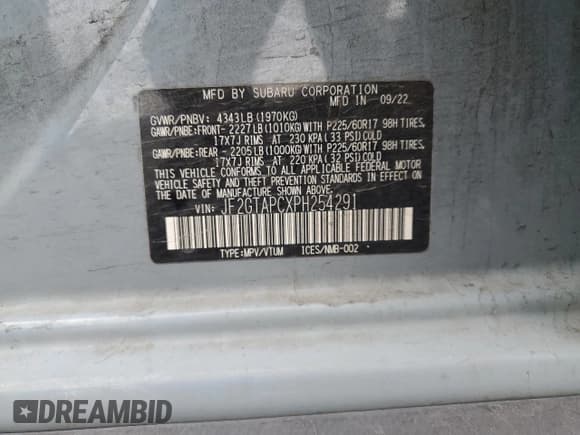 MFD BY SUBARU CORPORATION
MFD IN 09/22
GVWR/PNBV: 4343LB(1970KG)
GAWR/PNBE:FRONT- 2227LB(1010KG)WITH P225/60R17 98H TIRES,
17X7J RIMS AT 230 KPA(33 PSI)COLD
GAWR/PNBE:REAR - 2205LB(1000KG)WITH P225/60R17 98H TIRES,
17X7J RIMS AT 220 KPA(32 PSI)COLD
THIS VEHICLE CONFORMS TO ALL APPLICABLE FEDERAL MOTOR
VEHICLE SAFETY AND THEFT PREVENTION STANDARDS IN EFFECT ON
THE DATE OF MANUFACTURE SHOWN ABOVE.
VIN: JF2GTAPCXPH254291
TYPE:MPV/VTUM ICES/NMB-002
DREAMBID